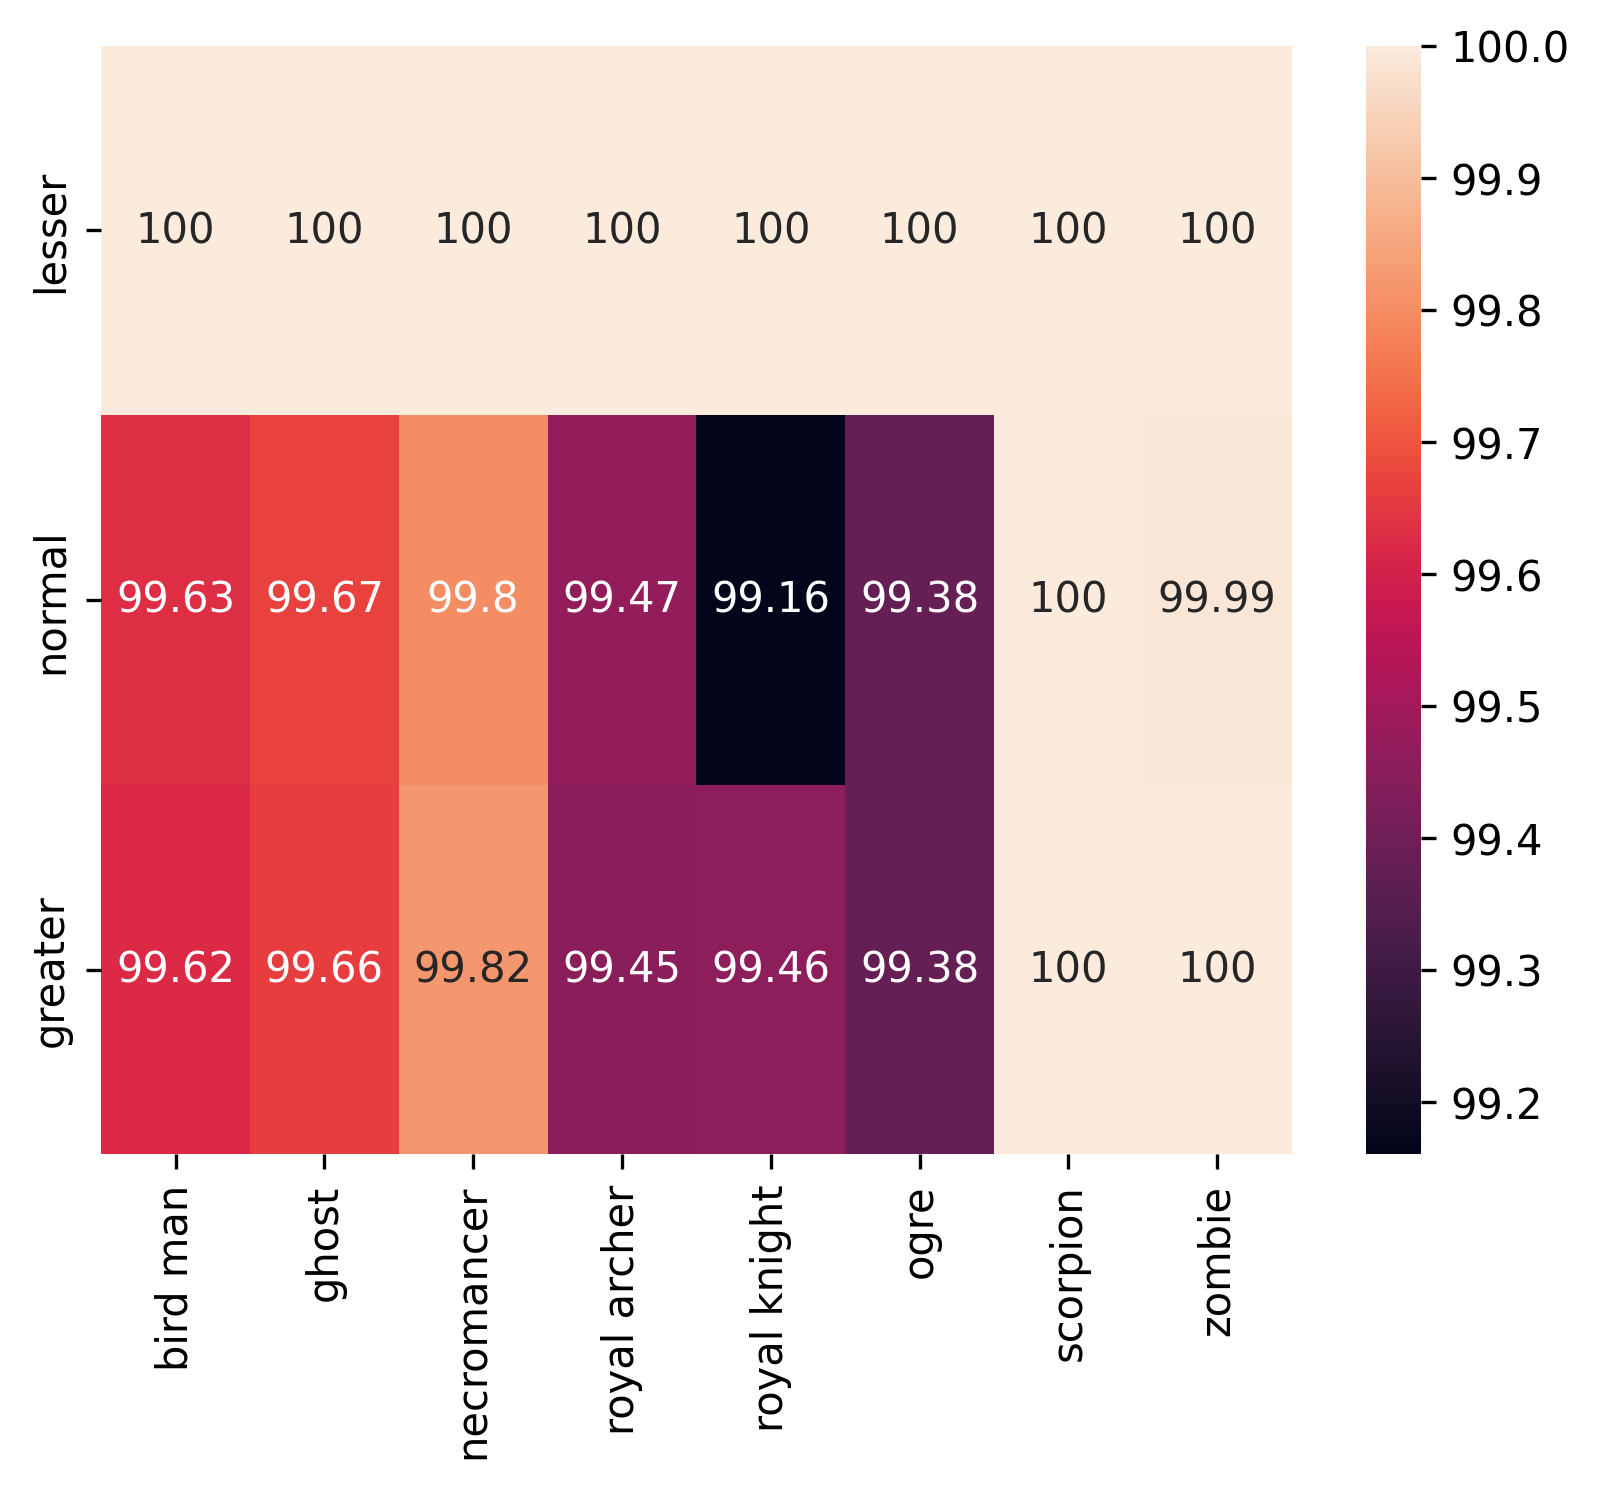 lesser 100 100 100 100 100 100 100 100
normal 99.63 99.67 99.8 99.47 99.16 99.38 100 99.99
greater 99.62 99.66 99.82 99.45 99.46 99.38 100 100
bird man
ghost
necromancer
royal archer
royal knight
ogre
scorpion
zombie
100.0
99.9
99.8
99.7
99.6
99.5
99.4
99.3
99.2